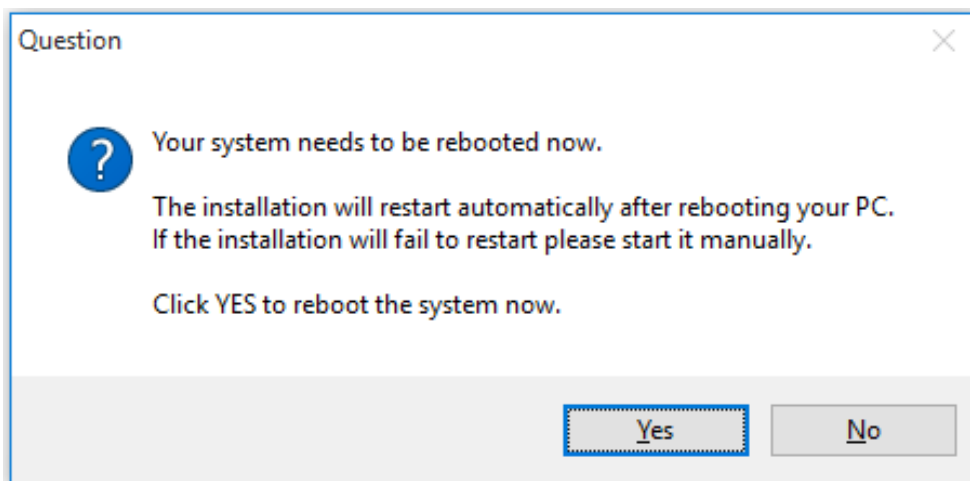 Question
Your system needs to be rebooted now.
The installation will restart automatically after rebooting your PC.
If the installation will fail to restart please start it manually.
Click YES to reboot the system now.
Yes
No